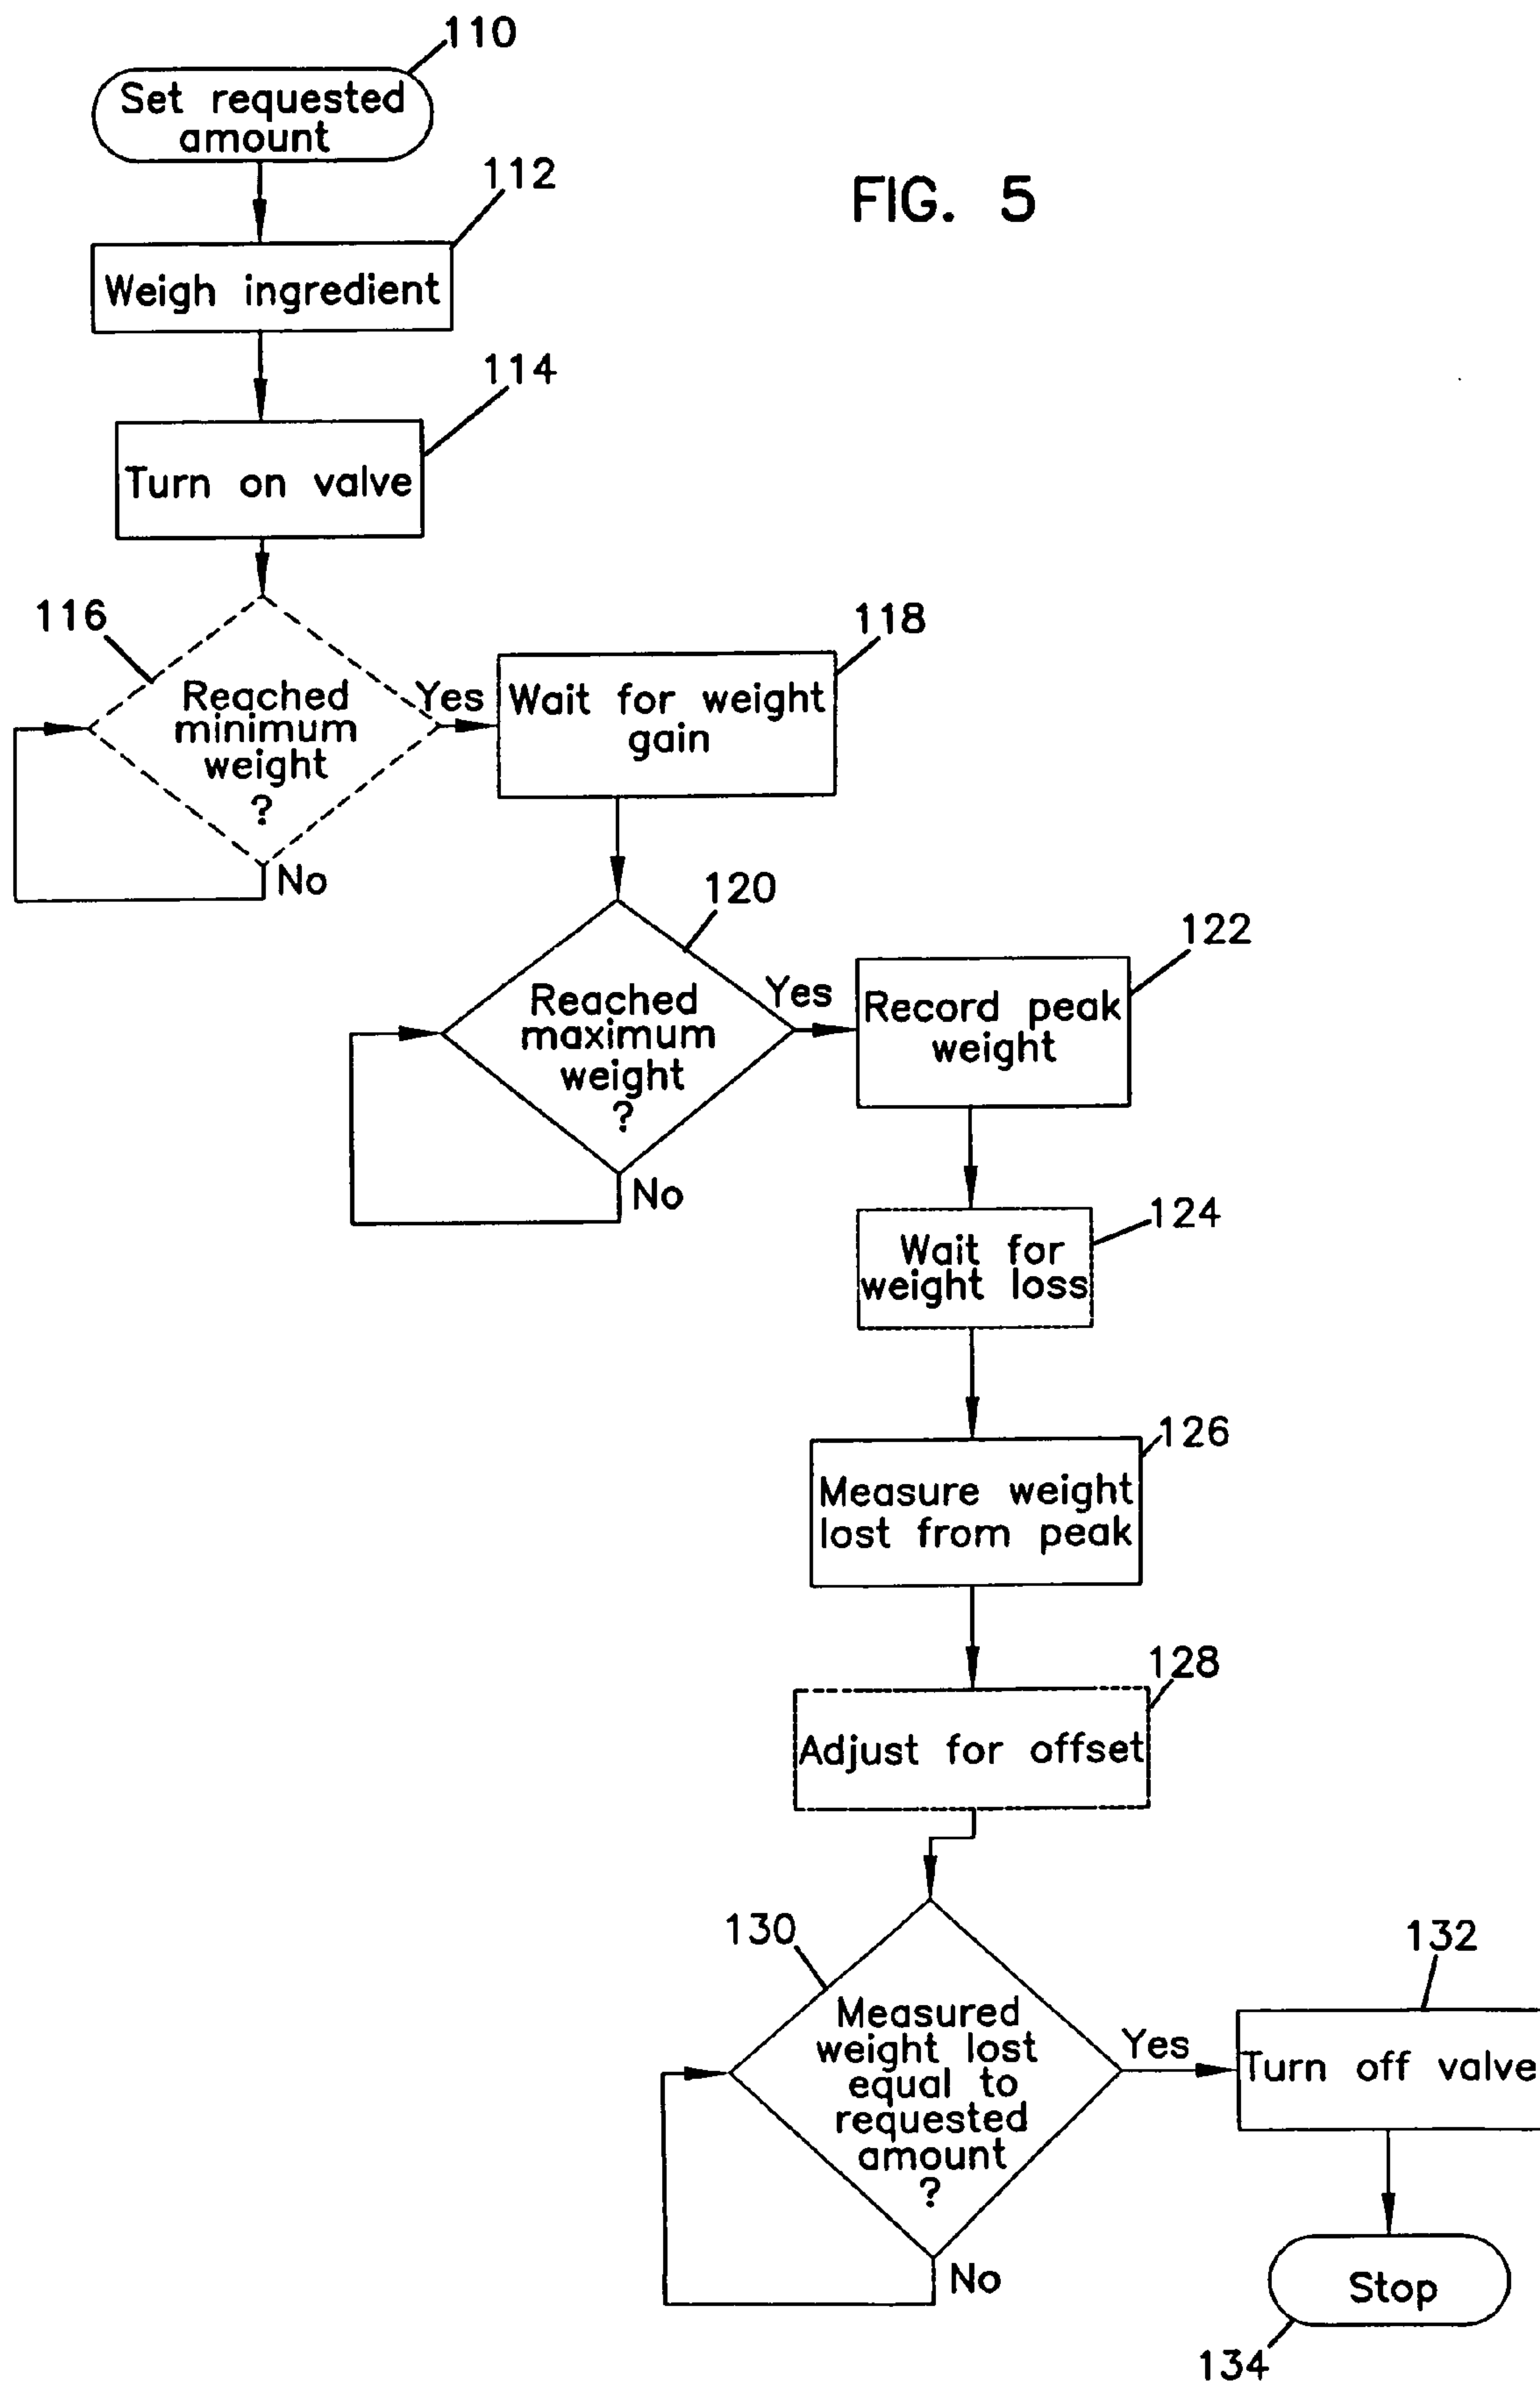 110
Set requested
amount
112
FIG. 5
Weigh ingredient
114
Turn on valve
116
Reached
minimum
weight
?
Yes
No
118
Wait for weight
gain
120
Reached
maximum
weight
?
Yes
No
122
Record peak
weight
124
Wait for
weight loss
126
Measure weight
lost from peak
128
Adjust for offset
130
Measured
weight lost
equal to
requested
amount
?
Yes
No
132
Turn off valve
Stop
134